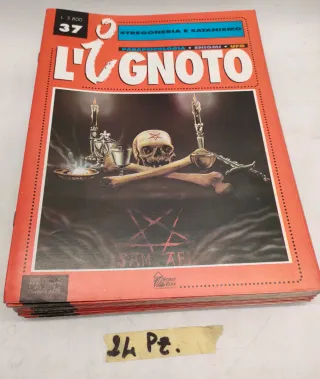 L. 3.800
37
STREGONERIA E SATANISMO
PARAPSICOLOGIA • ENIGMI • UFO
L'iGNOTO
24 Pz.